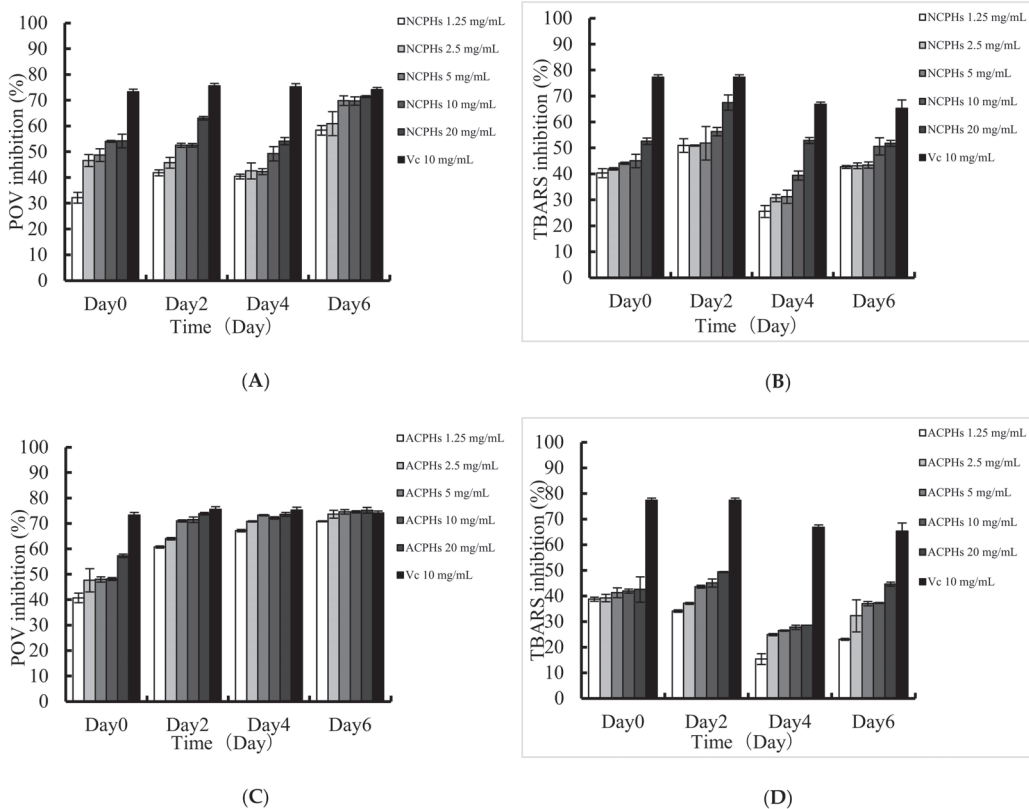 POV inhibition (%)
100
90
80
70
60
50
40
30
20
10
0
Day0 Day2 Day4 Day6
Time（Day）
NCPHs 1.25 mg/mL
NCPHs 2.5 mg/mL
NCPHs 5 mg/mL
NCPHs 10 mg/mL
NCPHs 20 mg/mL
Vc 10 mg/mL
(A)
TBARS inhibition (%)
100
90
80
70
60
50
40
30
20
10
0
Day0 Day2 Day4 Day6
Time（Day）
NCPHs 1.25 mg/mL
NCPHs 2.5 mg/mL
NCPHs 5 mg/mL
NCPHs 10 mg/mL
NCPHs 20 mg/mL
Vc 10 mg/mL
(B)
POV inhibition (%)
100
90
80
70
60
50
40
30
20
10
0
Day0 Day2 Day4 Day6
Time（Day）
ACPHs 1.25 mg/mL
ACPHs 2.5 mg/mL
ACPHs 5 mg/mL
ACPHs 10 mg/mL
ACPHs 20 mg/mL
Vc 10 mg/mL
(C)
TBARS inhibition (%)
100
90
80
70
60
50
40
30
20
10
0
Day0 Day2 Day4 Day6
Time（Day）
ACPHs 1.25 mg/mL
ACPHs 2.5 mg/mL
ACPHs 5 mg/mL
ACPHs 10 mg/mL
ACPHs 20 mg/mL
Vc 10 mg/mL
(D)